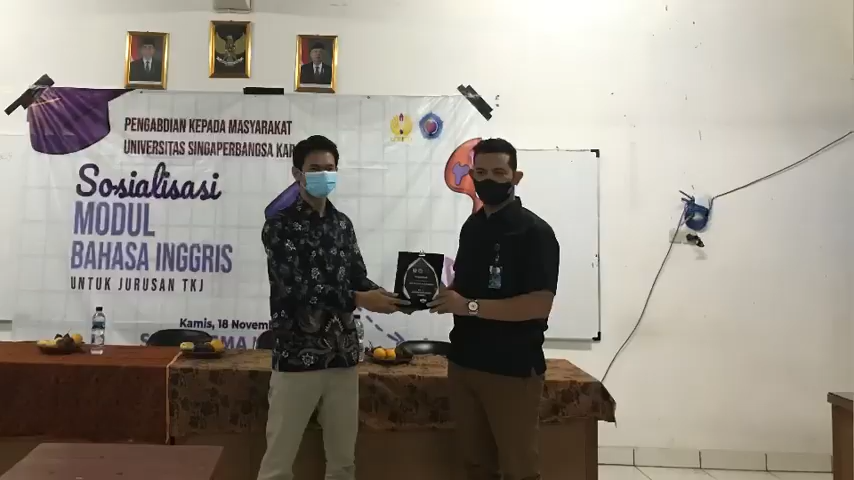 PENGABDIAN KEPADA MASYARAKAT
UNIVERSITAS SINGAPERBANGSA KAR
Sosialisasi
MODUL
BAHASA INGGRIS
UNTUK JURUSAN TKJ
Kamis, 18 Novem